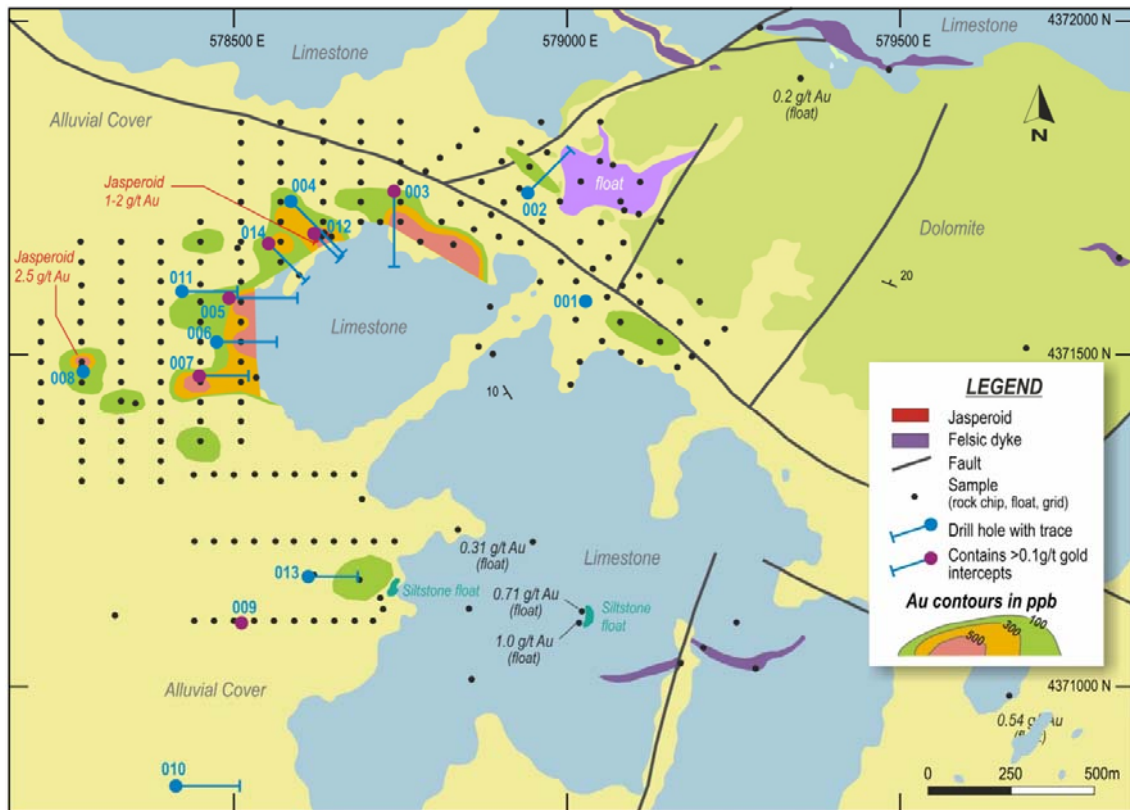 578500 E
579000 E
579500 E
4372000 N
Limestone
Limestone
Alluvial Cover
0.2 g/t Au
(float)
N
Jasperoid
1-2 g/t Au
004
003
012
014
002
float
Dolomite
Jasperoid
2.5 g/t Au
011
005
006
007
008
001
20
Limestone
10
4371500 N
LEGEND
Jasperoid
Felsic dyke
Fault
Sample
(rock chip, float, grid)
Drill hole with trace
Contains >0.1g/t gold
intercepts
Au contours in ppb
500
300
100
0.31 g/t Au
(float)
Limestone
013
Siltstone float
0.71 g/t Au
(float)
Siltstone
float
1.0 g/t Au
(float)
009
Alluvial Cover
4371000 N
0.54 g/t Au
010
0
250
500m